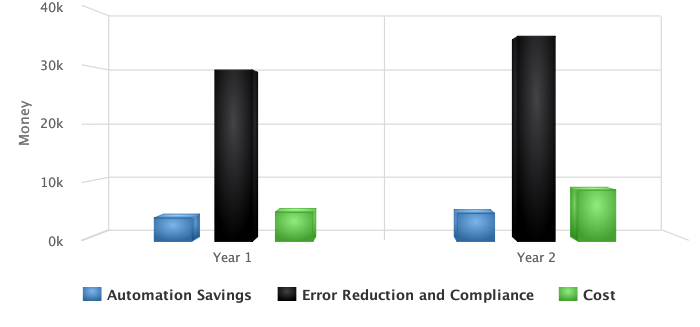 40k
30k
20k
10k
0k
Money
Year 1
Year 2
Automation Savings
Error Reduction and Compliance
Cost